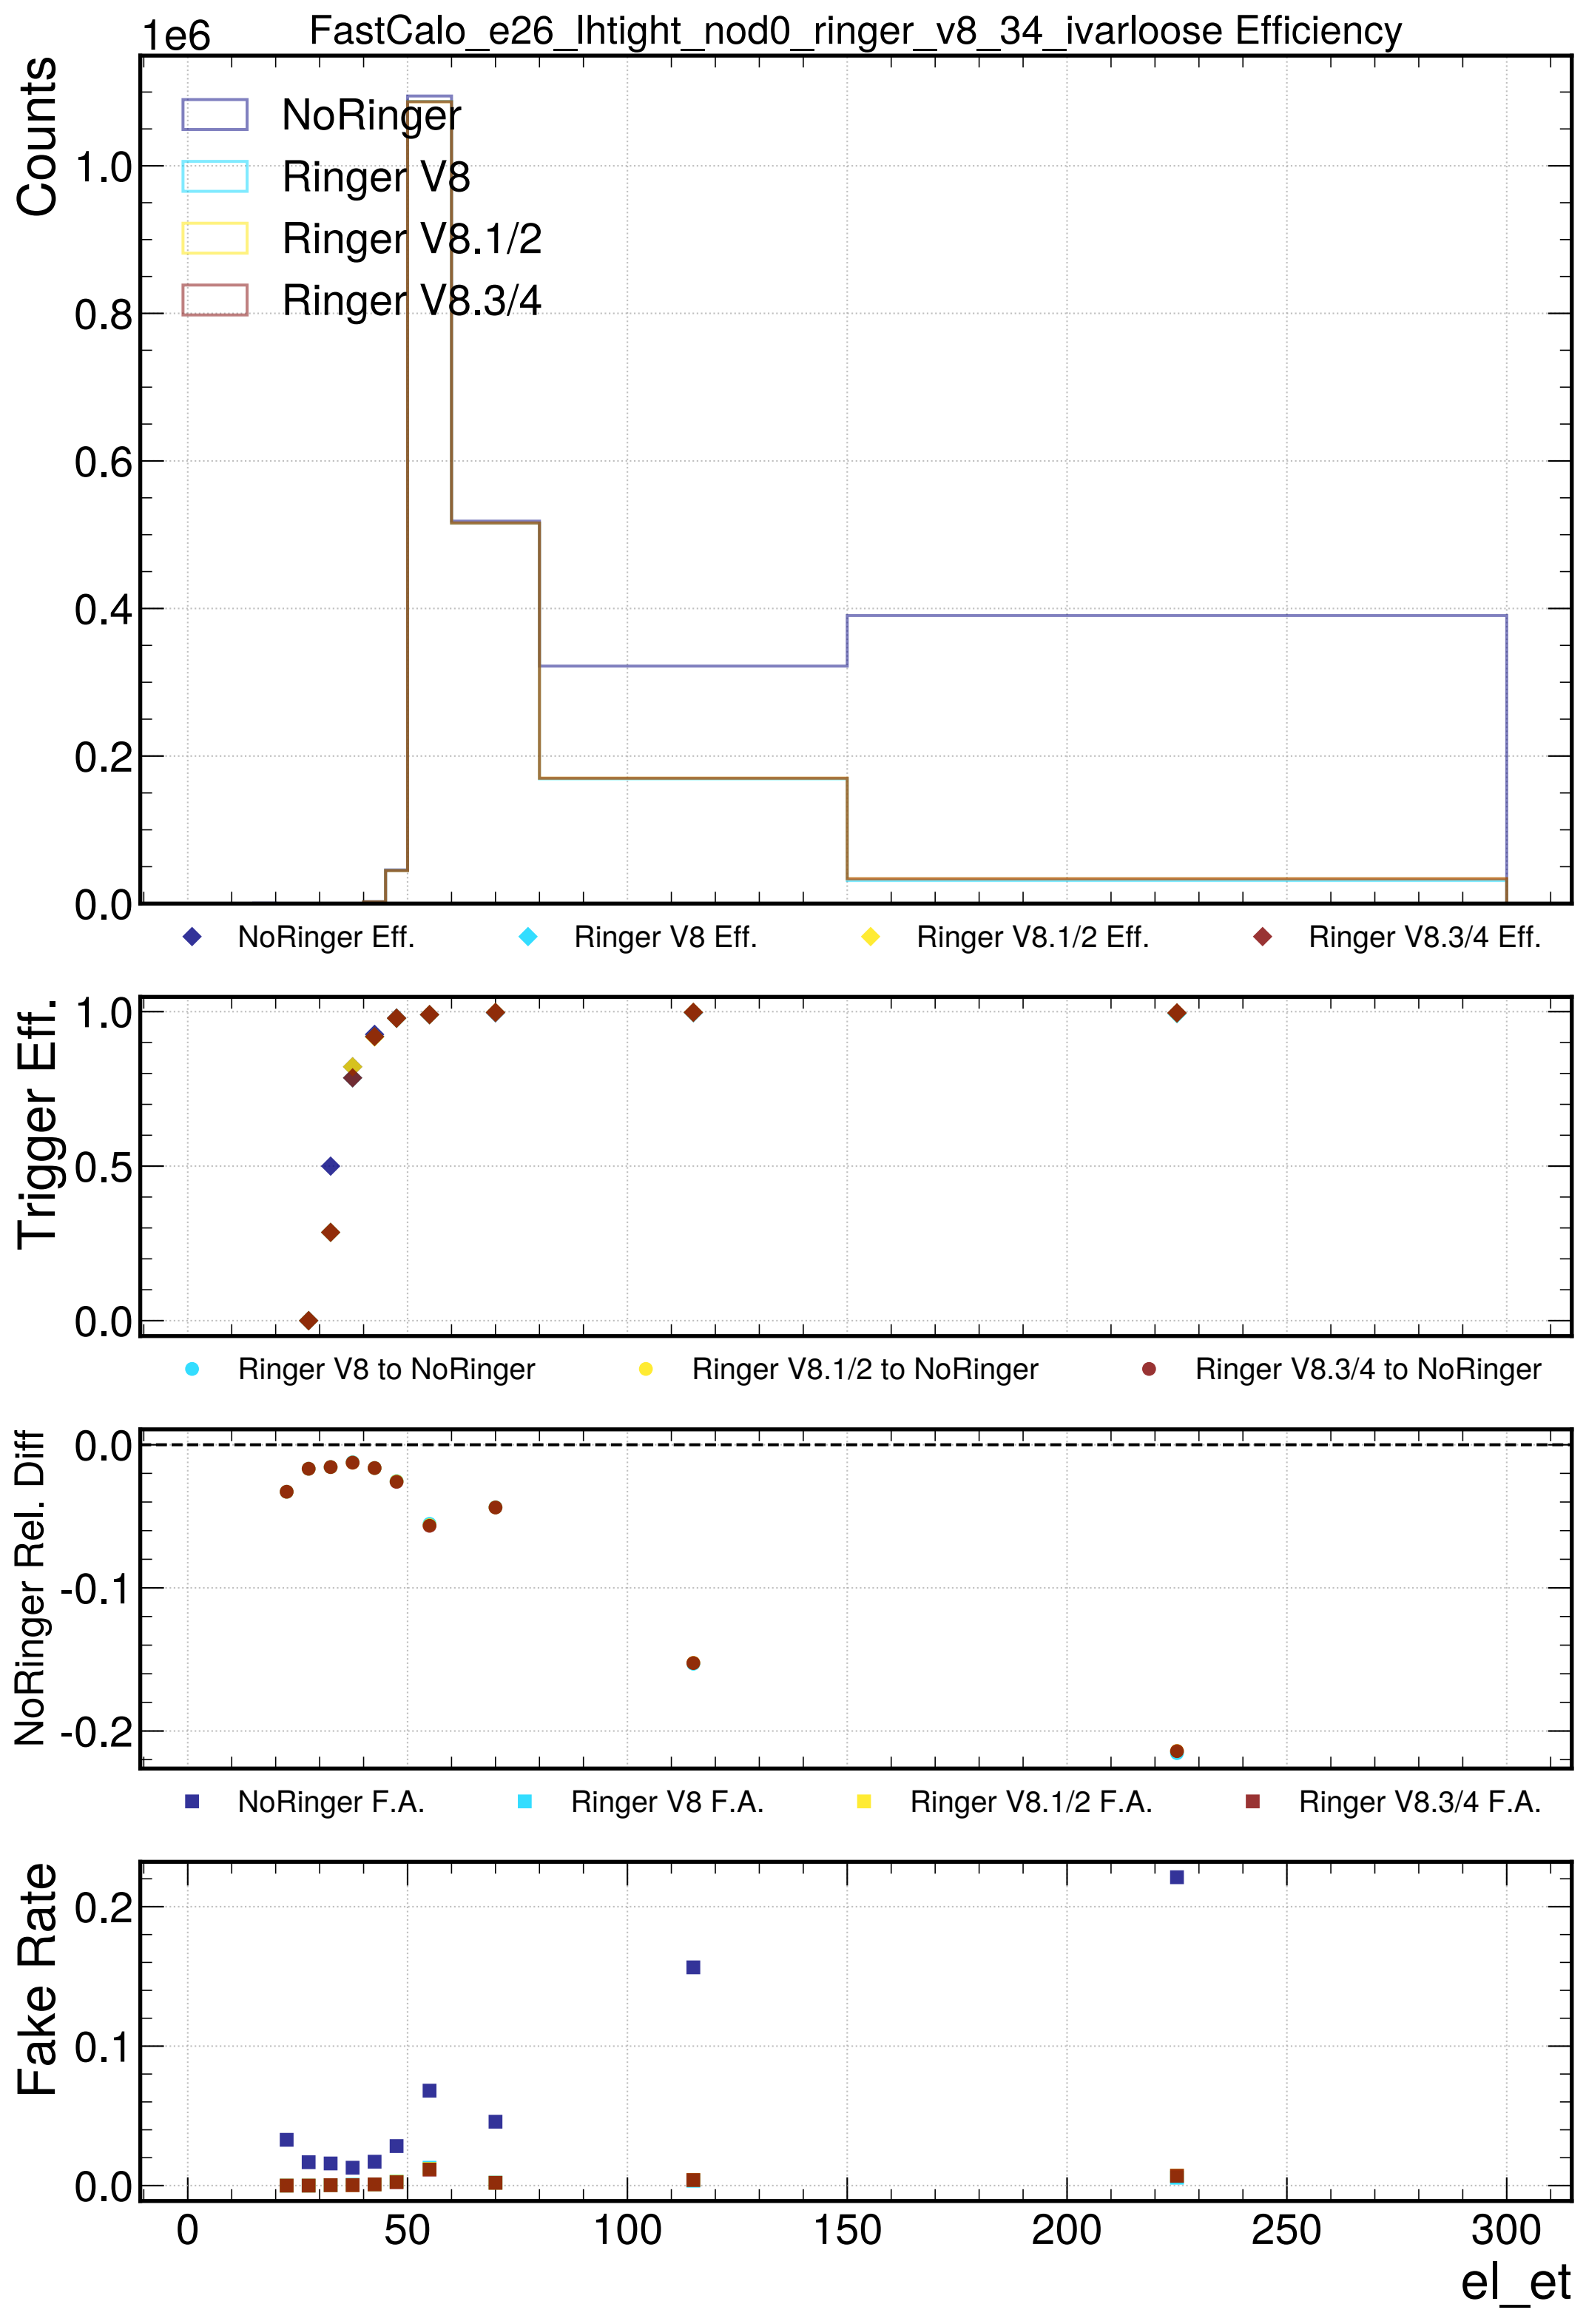 1e6
FastCalo_e26_lhtight_nod0_ringer_v8_34_ivarloose Efficiency
Counts
NoRinger
Ringer V8
Ringer V8.1/2
Ringer V8.3/4
1.0
0.8
0.6
0.4
0.2
0.0
NoRinger Eff. Ringer V8 Eff. Ringer V8.1/2 Eff. Ringer V8.3/4 Eff.
Trigger Eff.
1.0
0.5
0.0
Ringer V8 to NoRinger Ringer V8.1/2 to NoRinger Ringer V8.3/4 to NoRinger
NoRinger Rel. Diff
0.0
-0.1
-0.2
NoRinger F.A. Ringer V8 F.A. Ringer V8.1/2 F.A. Ringer V8.3/4 F.A.
Fake Rate
0.2
0.1
0.0
0 50 100 150 200 250 300
el_et